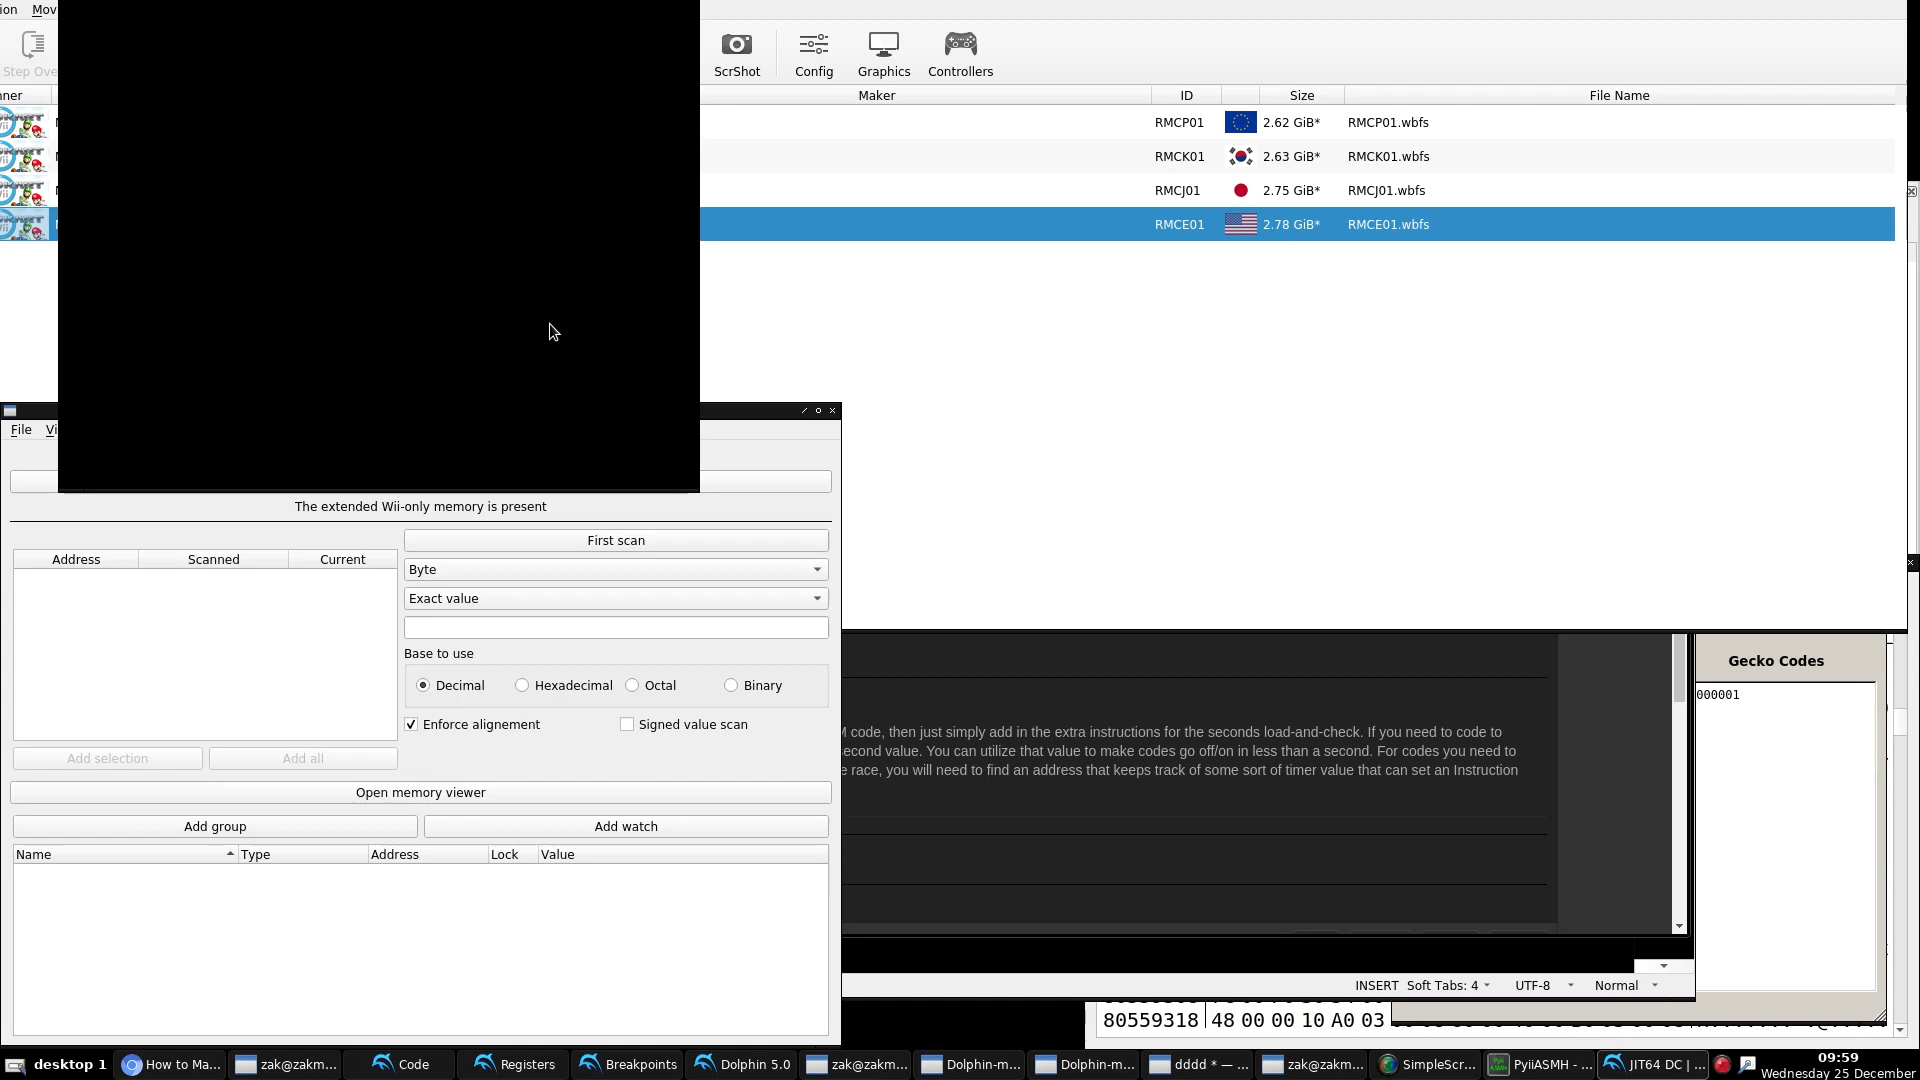 ion Mov
Step Ove
ScrShot
Config
Graphics
Controllers
nner
Maker
ID
Size
File Name
RMCP01 2.62 GiB* RMCP01.wbfs
RMCK01 2.63 GiB* RMCK01.wbfs
RMCJ01 2.75 GiB* RMCJ01.wbfs
RMCE01 2.78 GiB* RMCE01.wbfs
File Vi
The extended Wii-only memory is present
First scan
Address Scanned Current
Byte
Exact value
Base to use
Decimal Hexadecimal Octal Binary
Enforce alignement Signed value scan
Add selection Add all
Open memory viewer
Add group Add watch
Name Type Address Lock Value
Gecko Codes
000001
M code, then just simply add in the extra instructions for the seconds load-and-check. If you need to code to
econd value. You can utilize that value to make codes go off/on in less than a second. For codes you need to
e race, you will need to find an address that keeps track of some sort of timer value that can set an Instruction
INSERT Soft Tabs: 4 UTF-8 Normal
80559318 48 00 00 10 A0 03
desktop 1
How to Ma...
zak@zakm...
Code
Registers
Breakpoints
Dolphin 5.0
zak@zakm...
Dolphin-m...
Dolphin-m...
dddd * — ...
zak@zakm...
SimpleScr...
PyiiASMH - ...
JIT64 DC | ...
09:59
Wednesday 25 December